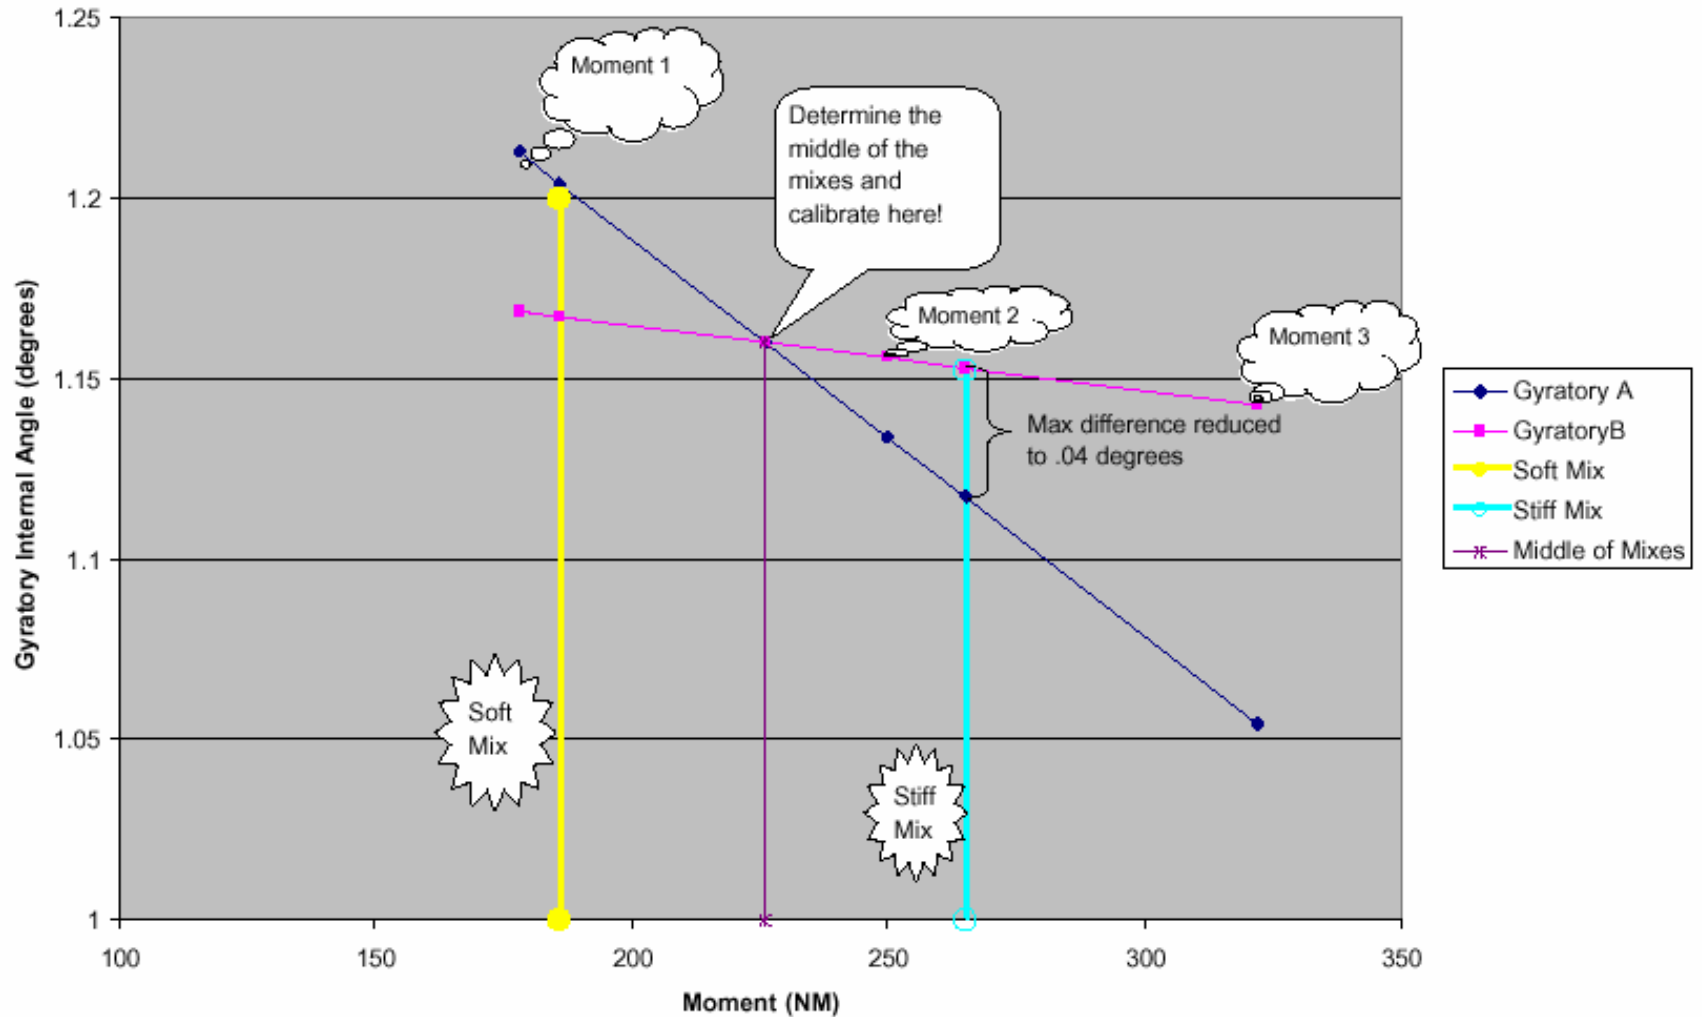 1.25
1.2
1.15
1.1
1.05
1
Gyratory Internal Angle (degrees)
Moment 1
Determine the
middle of the
mixes and
calibrate here!
Moment 2
Moment 3
Max difference reduced
to .04 degrees
Soft
Mix
Stiff
Mix
100
150
200
250
300
350
Moment (NM)
Gyratory A
GyratoryB
Soft Mix
Stiff Mix
Middle of Mixes